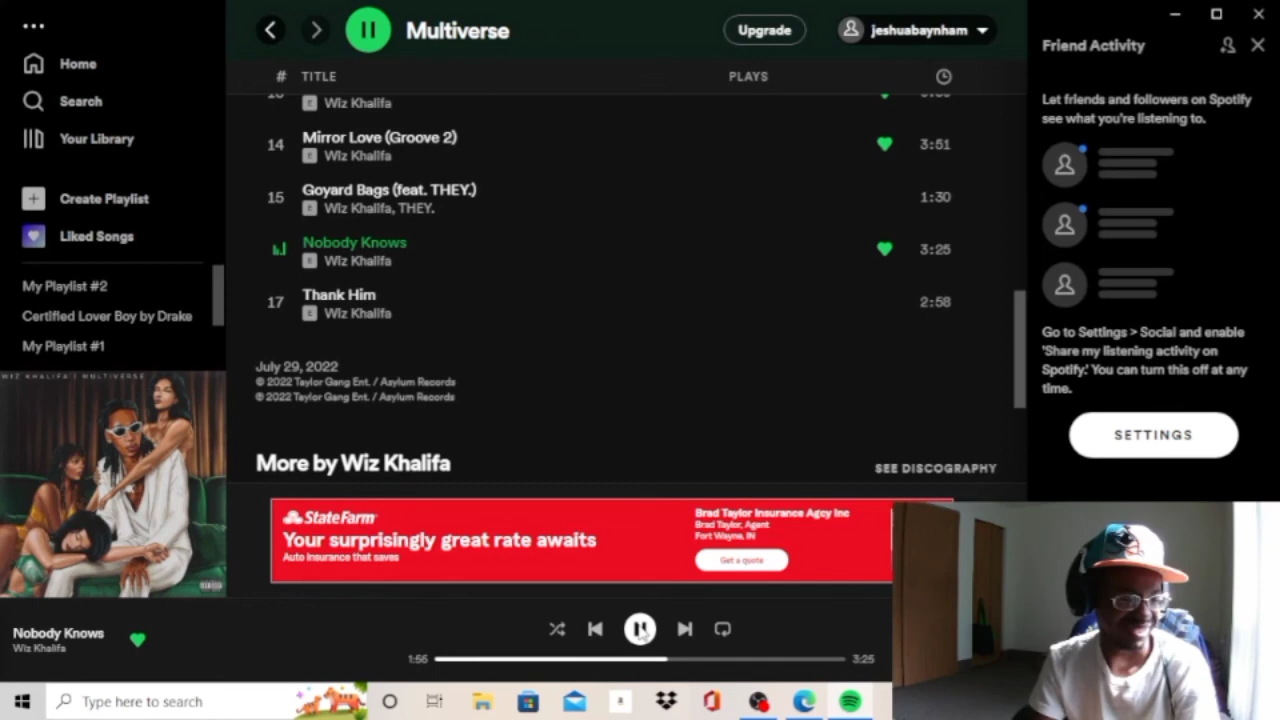 Multiverse
Upgrade
jeshuabaynham
Friend Activity
Home
Search
Your Library
Create Playlist
Liked Songs
My Playlist #2
Certified Lover Boy by Drake
My Playlist #1
WIZ KHALIFA | MULTIVERSE
# TITLE PLAYS
E Wiz Khalifa
14 Mirror Love (Groove 2) 3:51
E Wiz Khalifa
15 Goyard Bags (feat. THEY.) 1:30
E Wiz Khalifa, THEY.
Nobody Knows 3:25
E Wiz Khalifa
17 Thank Him 2:58
E Wiz Khalifa
July 29, 2022
© 2022 Taylor Gang Ent. / Asylum Records
℗ 2022 Taylor Gang Ent. / Asylum Records
More by Wiz Khalifa
SEE DISCOGRAPHY
Let friends and followers on Spotify
see what you're listening to.
Go to Settings > Social and enable
'Share my listening activity on
Spotify.' You can turn this off at any
time.
SETTINGS
StateFarm
Your surprisingly great rate awaits
Auto insurance that saves
Brad Taylor Insurance Agcy Inc
Brad Taylor, Agent
Fort Wayne, IN
Get a quote
Nobody Knows
Wiz Khalifa
1:56
3:25
Type here to search